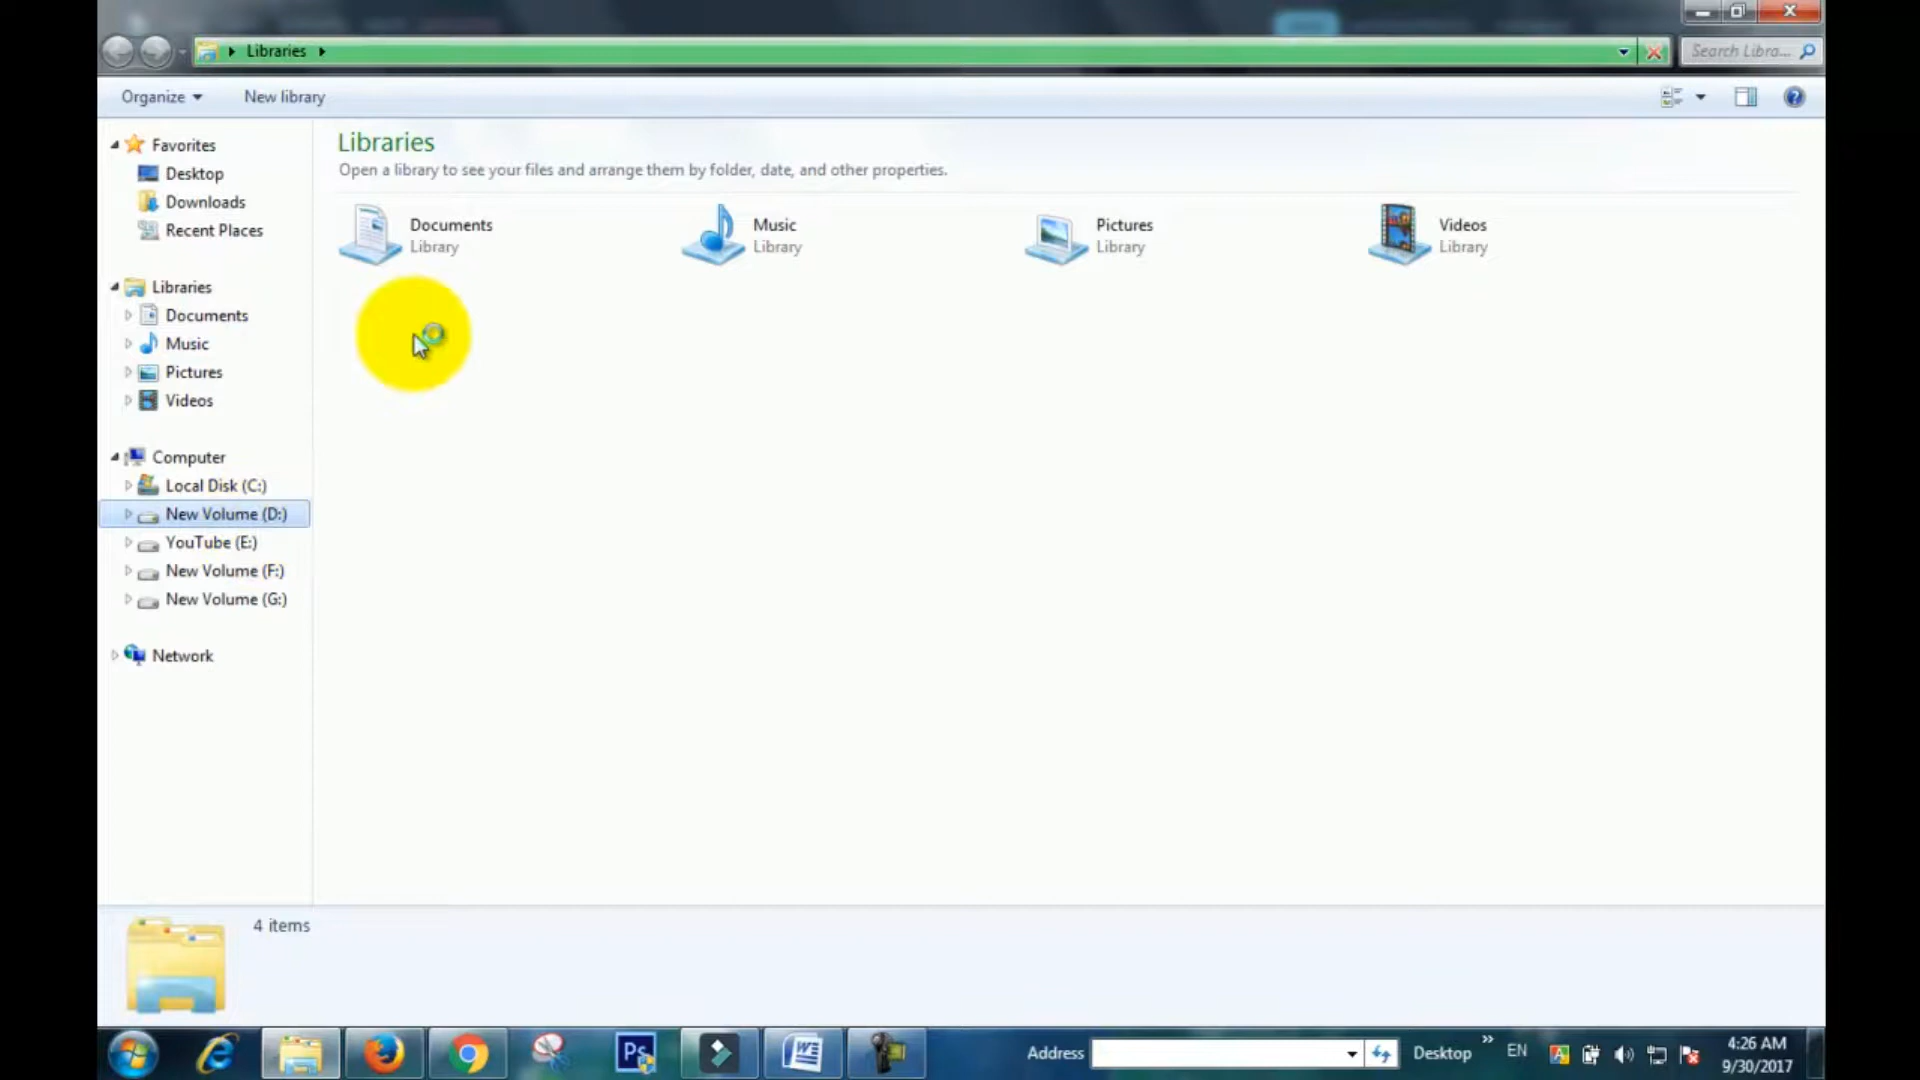 Libraries
Search Libra...
Organize
New library
Favorites
Desktop
Downloads
Recent Places
Libraries
Documents
Music
Pictures
Videos
Computer
Local Disk (C:)
New Volume (D:)
YouTube (E:)
New Volume (F:)
New Volume (G:)
Network
Libraries
Open a library to see your files and arrange them by folder, date, and other properties.
Documents
Library
Music
Library
Pictures
Library
Videos
Library
4 items
Ps
Address
Desktop
EN
4:26 AM
9/30/2017